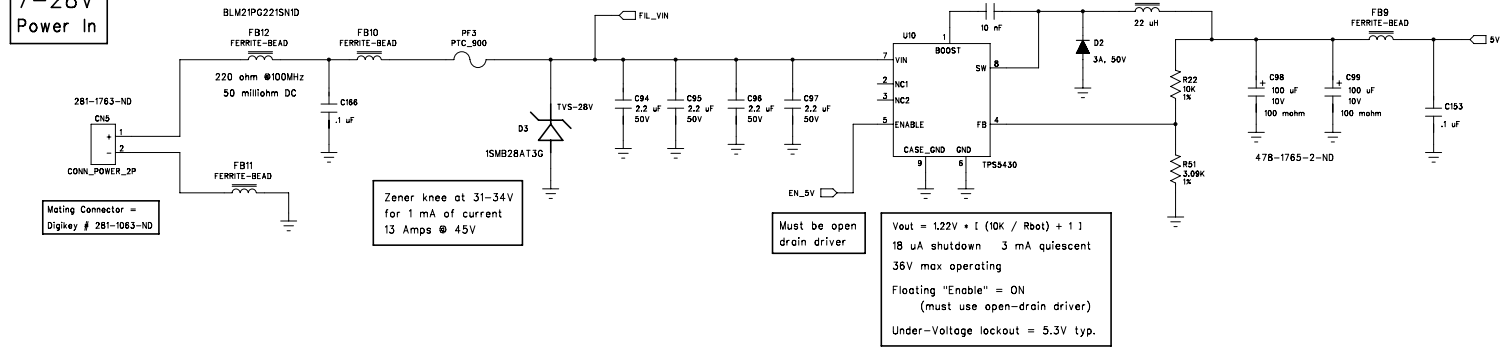 7-28V
Power In
BLM21PG221SN1D
FB12
FERRITE-BEAD
220 ohm @100MHz
50 milliohm DC
FB10
FERRITE-BEAD
PF3
PTC_900
FIL_VIN
C166
.1 uF
281-1763-ND
CN5
+ 1
- 2
CONN_POWER_2P
FB11
FERRITE-BEAD
Mating Connector =
Digikey # 281-1063-ND
TVS-28V
D3
1SMB28AT3G
Zener knee at 31-34V
for 1 mA of current
13 Amps @ 45V
C94
2.2 uF
50V
C95
2.2 uF
50V
C96
2.2 uF
50V
C97
2.2 uF
50V
10 nF
U10
1
BOOST
7 VIN
SW 8
2 NC1
3 NC2
5 ENABLE
FB 4
CASE_GND GND
9 6
TPS5430
EN_5V
Must be open
drain driver
D2
3A, 50V
22 uH
R22
10K
1%
R51
3.09K
1%
C98
+
100 uF
10V
100 mohm
C99
+
100 uF
10V
100 mohm
478-1765-2-ND
FB9
FERRITE-BEAD
5V
C153
.1 uF
Vout = 1.22V * [ (10K / Rbot) + 1 ]
18 uA shutdown 3 mA quiescent
36V max operating
Floating "Enable" = ON
(must use open-drain driver)
Under-Voltage lockout = 5.3V typ.